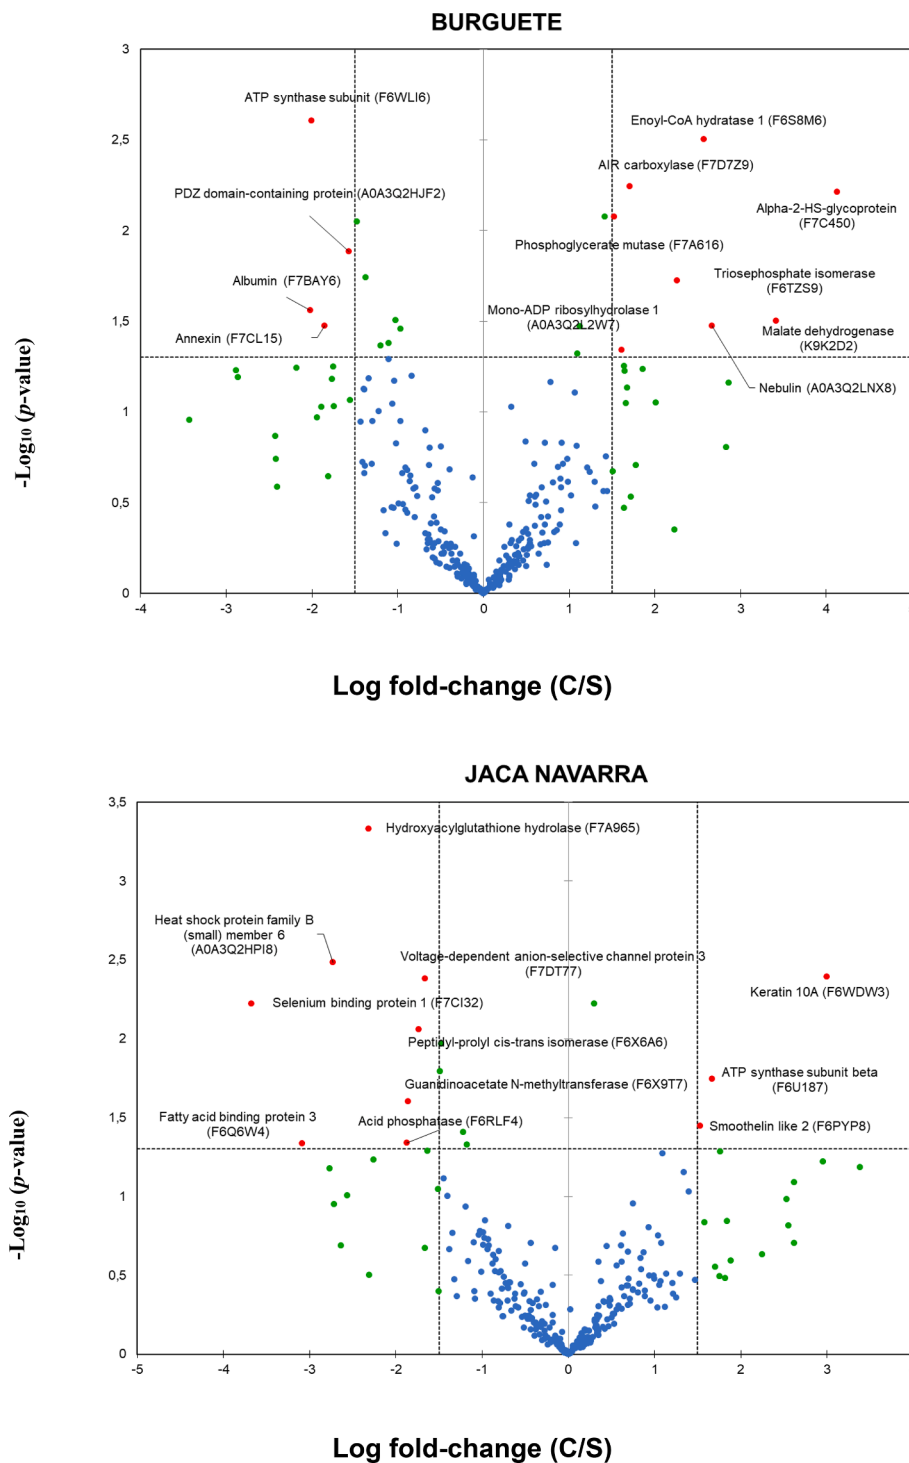 BURGUETE
3
ATP synthase subunit (F6WLI6)
Enoyl-CoA hydratase 1 (F6S8M6)
2,5
AIR carboxylase (F7D7Z9)
PDZ domain-containing protein (A0A3Q2HJF2)
Alpha-2-HS-glycoprotein
(F7C450)
2
Phosphoglycerate mutase (F7A616)
Albumin (F7BAY6)
Triosephosphate isomerase
(F6TZS9)
Mono-ADP ribosylhydrolase 1
(A0A3Q2L2W7)
1,5
Annexin (F7CL15)
Malate dehydrogenase
(K9K2D2)
Nebulin (A0A3Q2LNX8)
1
0,5
0
-4 -3 -2 -1 0 1 2 3 4
-Log10 (p-value)
Log fold-change (C/S)
JACA NAVARRA
3,5
Hydroxyacylglutathione hydrolase (F7A965)
3
Heat shock protein family B
(small) member 6
(A0A3Q2HPI8)
2,5
Voltage-dependent anion-selective channel protein 3
(F7DT77)
Keratin 10A (F6WDW3)
Selenium binding protein 1 (F7CI32)
2
Peptidyl-prolyl cis-trans isomerase (F6X6A6)
Guanidinoacetate N-methyltransferase (F6X9T7)
ATP synthase subunit beta
(F6U187)
1,5
Fatty acid binding protein 3
(F6Q6W4)
Acid phosphatase (F6RLF4)
Smoothelin like 2 (F6PYP8)
1
0,5
0
-5 -4 -3 -2 -1 0 1 2 3
-Log10 (p-value)
Log fold-change (C/S)